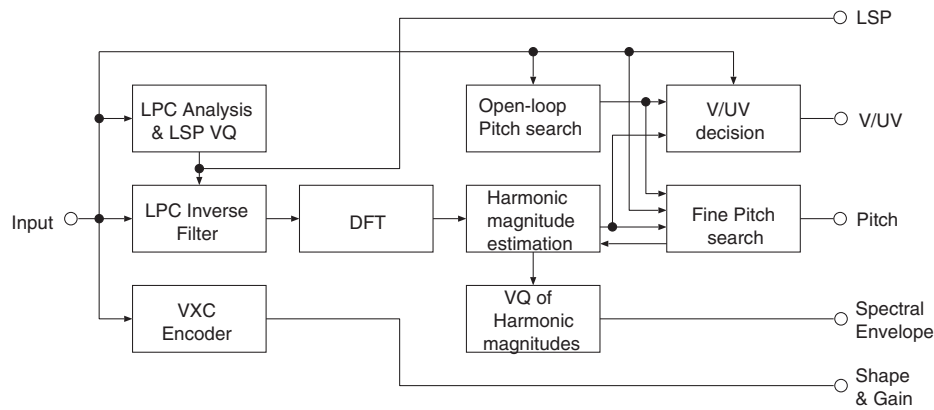 LSP
LPC Analysis
& LSP VQ
Open-loop
Pitch search
V/UV
decision
V/UV
Input
LPC Inverse
Filter
DFT
Harmonic
magnitude
estimation
Fine Pitch
search
Pitch
VXC
Encoder
VQ of
Harmonic
magnitudes
Spectral
Envelope
Shape
& Gain